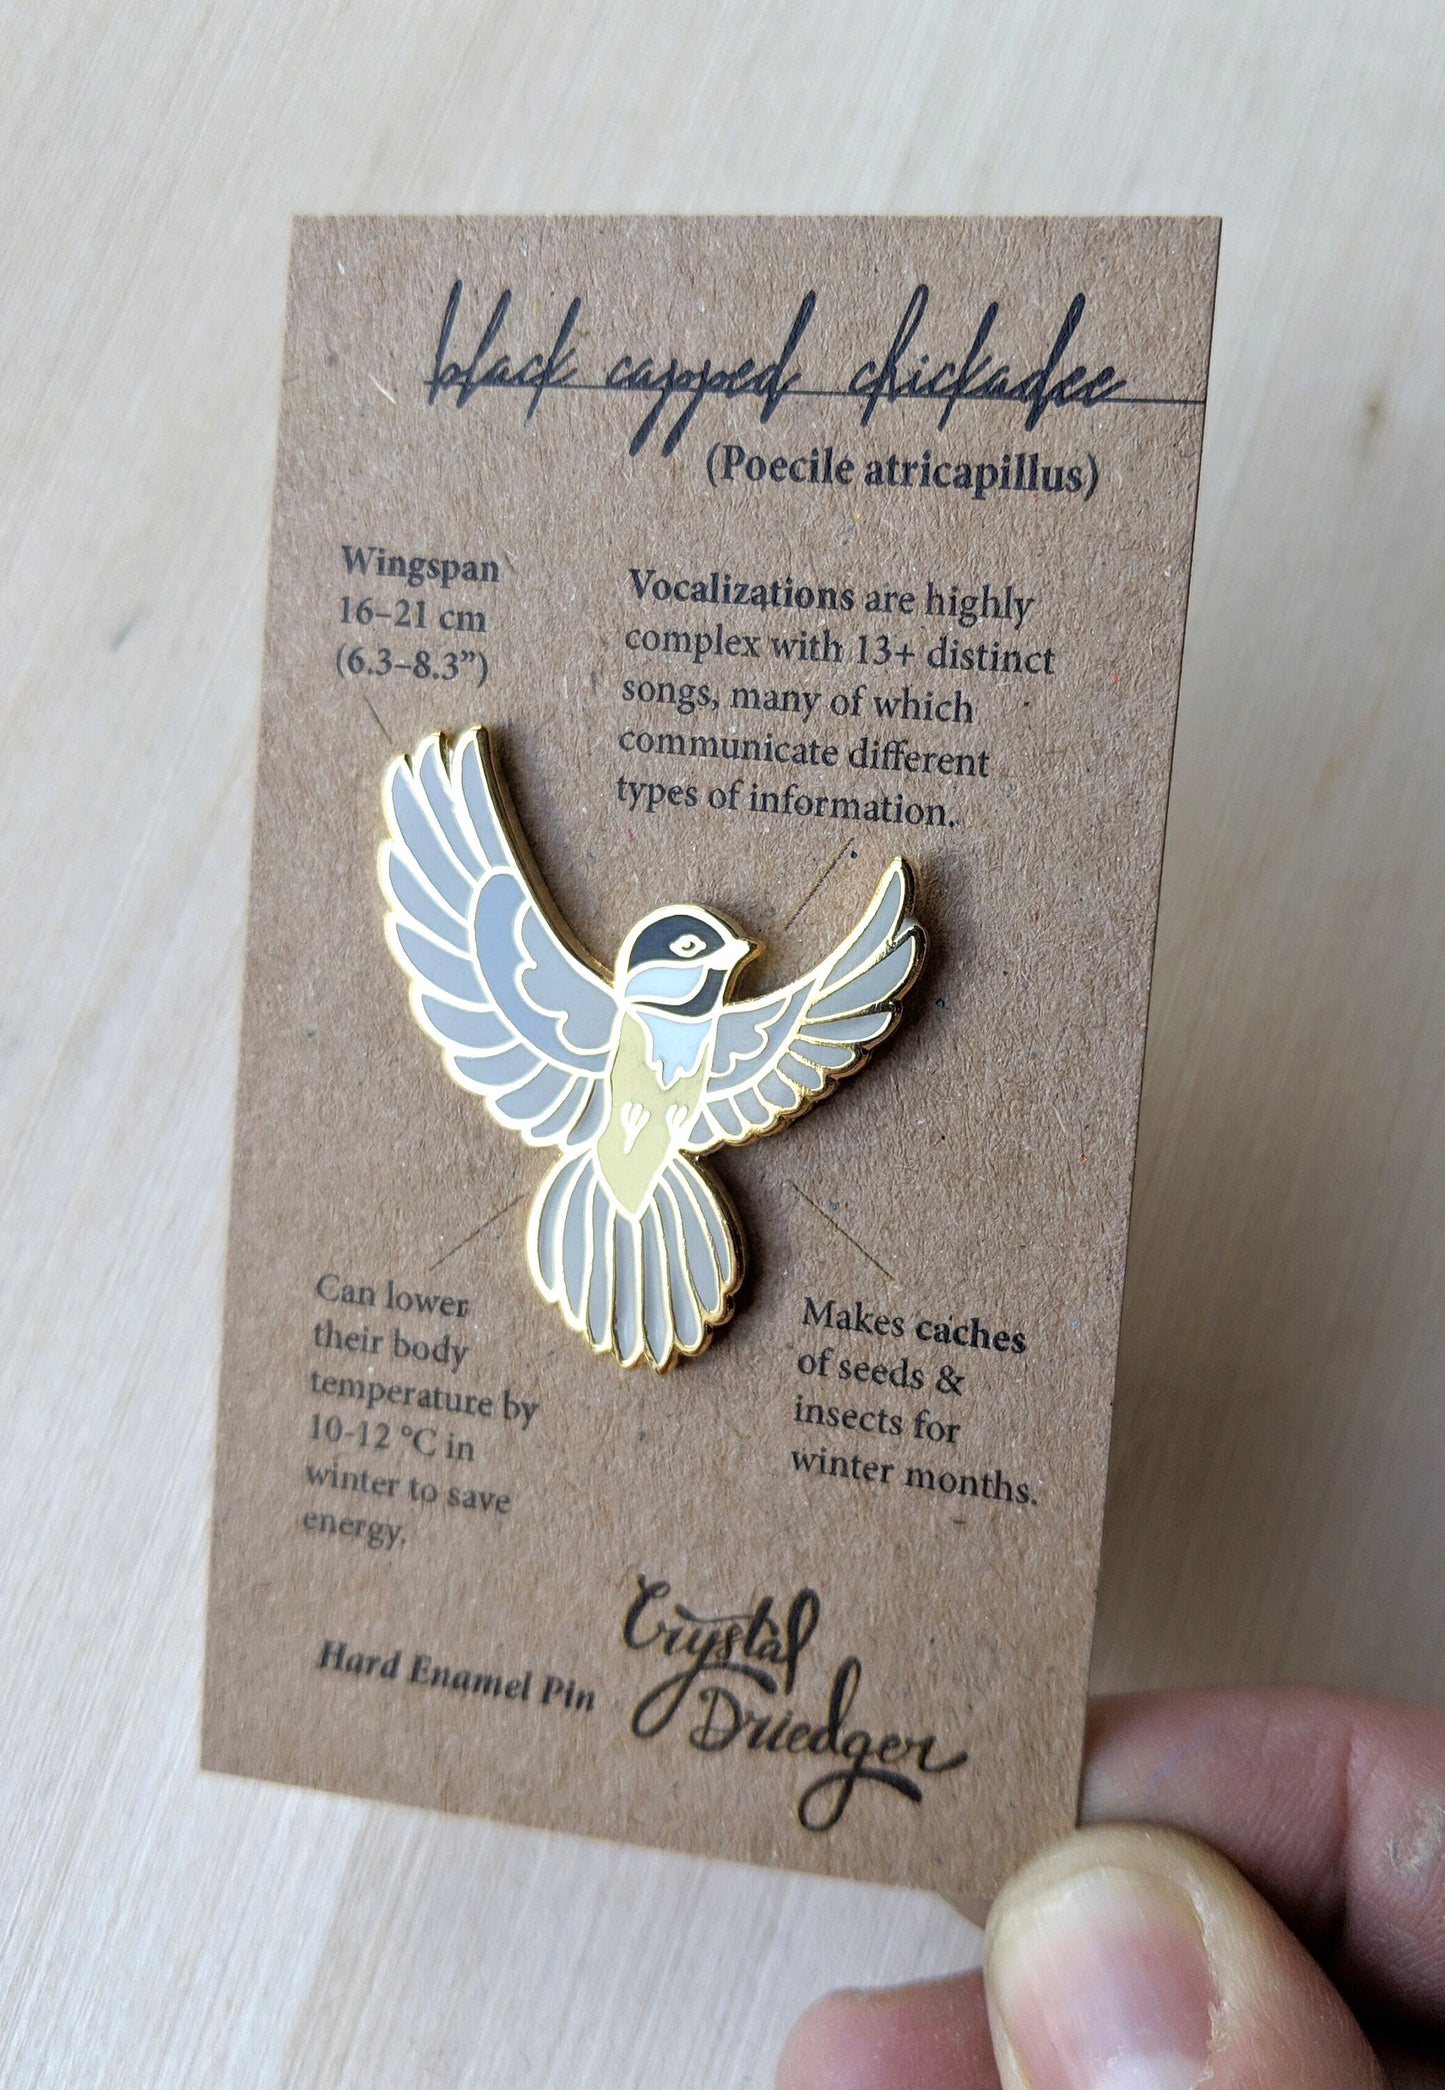 black capped chickadee
(Poecile atricapillus)
Wingspan
16–21 cm
(6.3–8.3”)
Vocalizations are highly
complex with 13+ distinct
songs, many of which
communicate different
types of information.
Can lower
their body
temperature by
10-12 °C in
winter to save
energy.
Makes caches
of seeds &
insects for
winter months.
Hard Enamel Pin
Crystal
Driedger